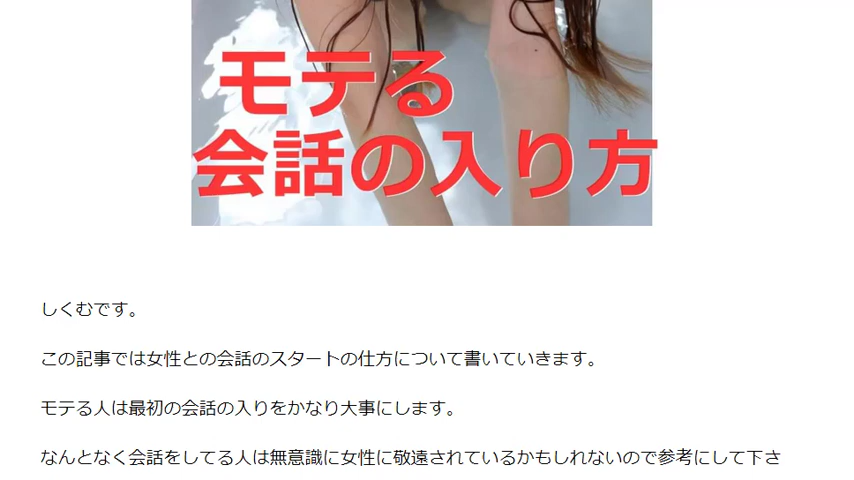 モテる
会話の入り方
しくむです。
この記事では女性との会話のスタートの仕方について書いていきます。
モテる人は最初の会話の入りをかなり大事にします。
なんとなく会話をしてる人は無意識に女性に敬遠されているかもしれないので参考にして下さ